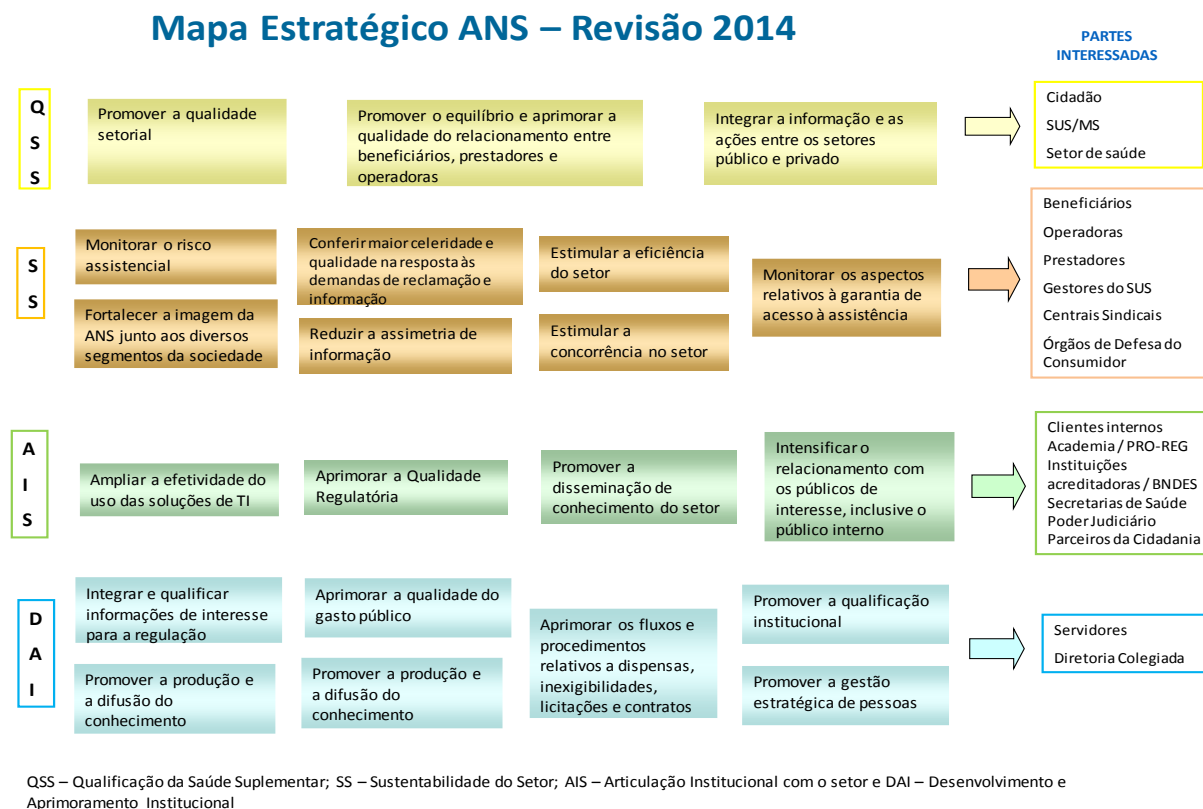 Mapa Estratégico ANS – Revisão 2014
PARTES
INTERESSADAS
Q
S
S
Promover a qualidade
setorial
Promover o equilíbrio e aprimorar a
qualidade do relacionamento entre
beneficiários, prestadores e
operadoras
Integrar a informação e as
ações entre os setores
público e privado
Cidadão
SUS/MS
Setor de saúde
S
S
Monitorar o risco
assistencial
Conferir maior celeridade e
qualidade na resposta às
demandas de reclamação e
informação
Estimular a eficiência
do setor
Monitorar os aspectos
relativos à garantia de
acesso à assistência
Fortalecer a imagem da
ANS junto aos diversos
segmentos da sociedade
Reduzir a assimetria de
informação
Estimular a
concorrência no setor
Beneficiários
Operadoras
Prestadores
Gestores do SUS
Centrais Sindicais
Órgãos de Defesa do
Consumidor
A
I
S
Ampliar a efetividade do
uso das soluções de TI
Aprimorar a Qualidade
Regulatória
Promover a
disseminação de
conhecimento do setor
Intensificar o
relacionamento com
os públicos de
interesse, inclusive o
público interno
Clientes internos
Academia / PRO-REG
Instituições
acreditadoras / BNDES
Secretarias de Saúde
Poder Judiciário
Parceiros da Cidadania
D
A
I
Integrar e qualificar
informações de interesse
para a regulação
Aprimorar a qualidade do
gasto público
Aprimorar os fluxos e
procedimentos
relativos a dispensas,
inexigibilidades,
licitações e contratos
Promover a qualificação
institucional
Promover a produção e
a difusão do
conhecimento
Promover a produção e
a difusão do
conhecimento
Promover a gestão
estratégica de pessoas
Servidores
Diretoria Colegiada
QSS – Qualificação da Saúde Suplementar; SS – Sustentabilidade do Setor; AIS – Articulação Institucional com o setor e DAI – Desenvolvimento e
Aprimoramento Institucional